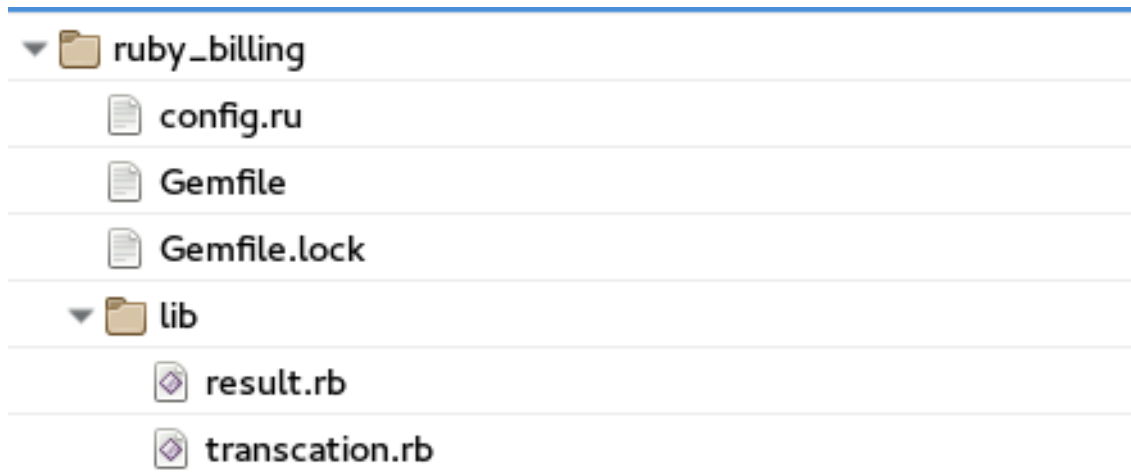 ruby_billing
config.ru
Gemfile
Gemfile.lock
lib
result.rb
transcation.rb